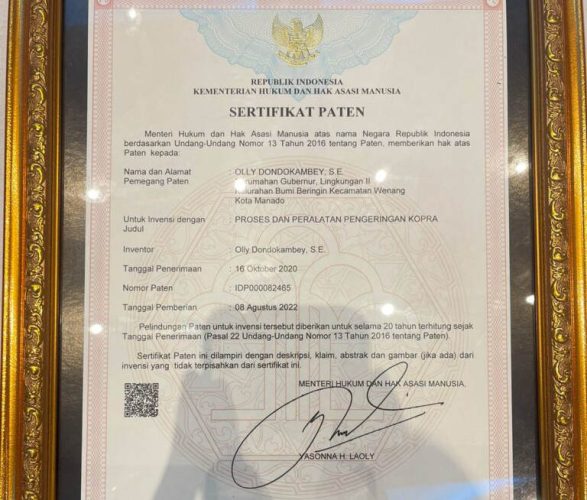 REPUBLIK INDONESIA
KEMENTERIAN HUKUM DAN HAK ASASI MANUSIA
SERTIFIKAT PATEN
Menteri Hukum dan Hak Asasi Manusia atas nama Negara Republik Indonesia
berdasarkan Undang-Undang Nomor 13 Tahun 2016 tentang Paten, memberikan hak atas
Paten kepada:
Nama dan Alamat : OLLY DONDOKAMBEY, S.E.
Pemegang Paten Perumahan Gubernur, Lingkungan II
Kelurahan Bumi Beringin Kecamatan Wenang
Kota Manado
Untuk Invensi dengan : PROSES DAN PERALATAN PENGERINGAN KOPRA
Judul
Inventor : Olly Dondokambey, S.E.
Tanggal Penerimaan : 16 Oktober 2020
Nomor Paten : IDP000082465
Tanggal Pemberian : 08 Agustus 2022
Pelindungan Paten untuk invensi tersebut diberikan untuk selama 20 tahun terhitung sejak
Tanggal Penerimaan (Pasal 22 Undang-Undang Nomor 13 Tahun 2016 tentang Paten).
Sertifikat Paten ini dilampiri dengan deskripsi, klaim, abstrak dan gambar (jika ada) dari
invensi yang tidak terpisahkan dari sertifikat ini.
MENTERI HUKUM DAN HAK ASASI MANUSIA,
YASONNA H. LAOLY